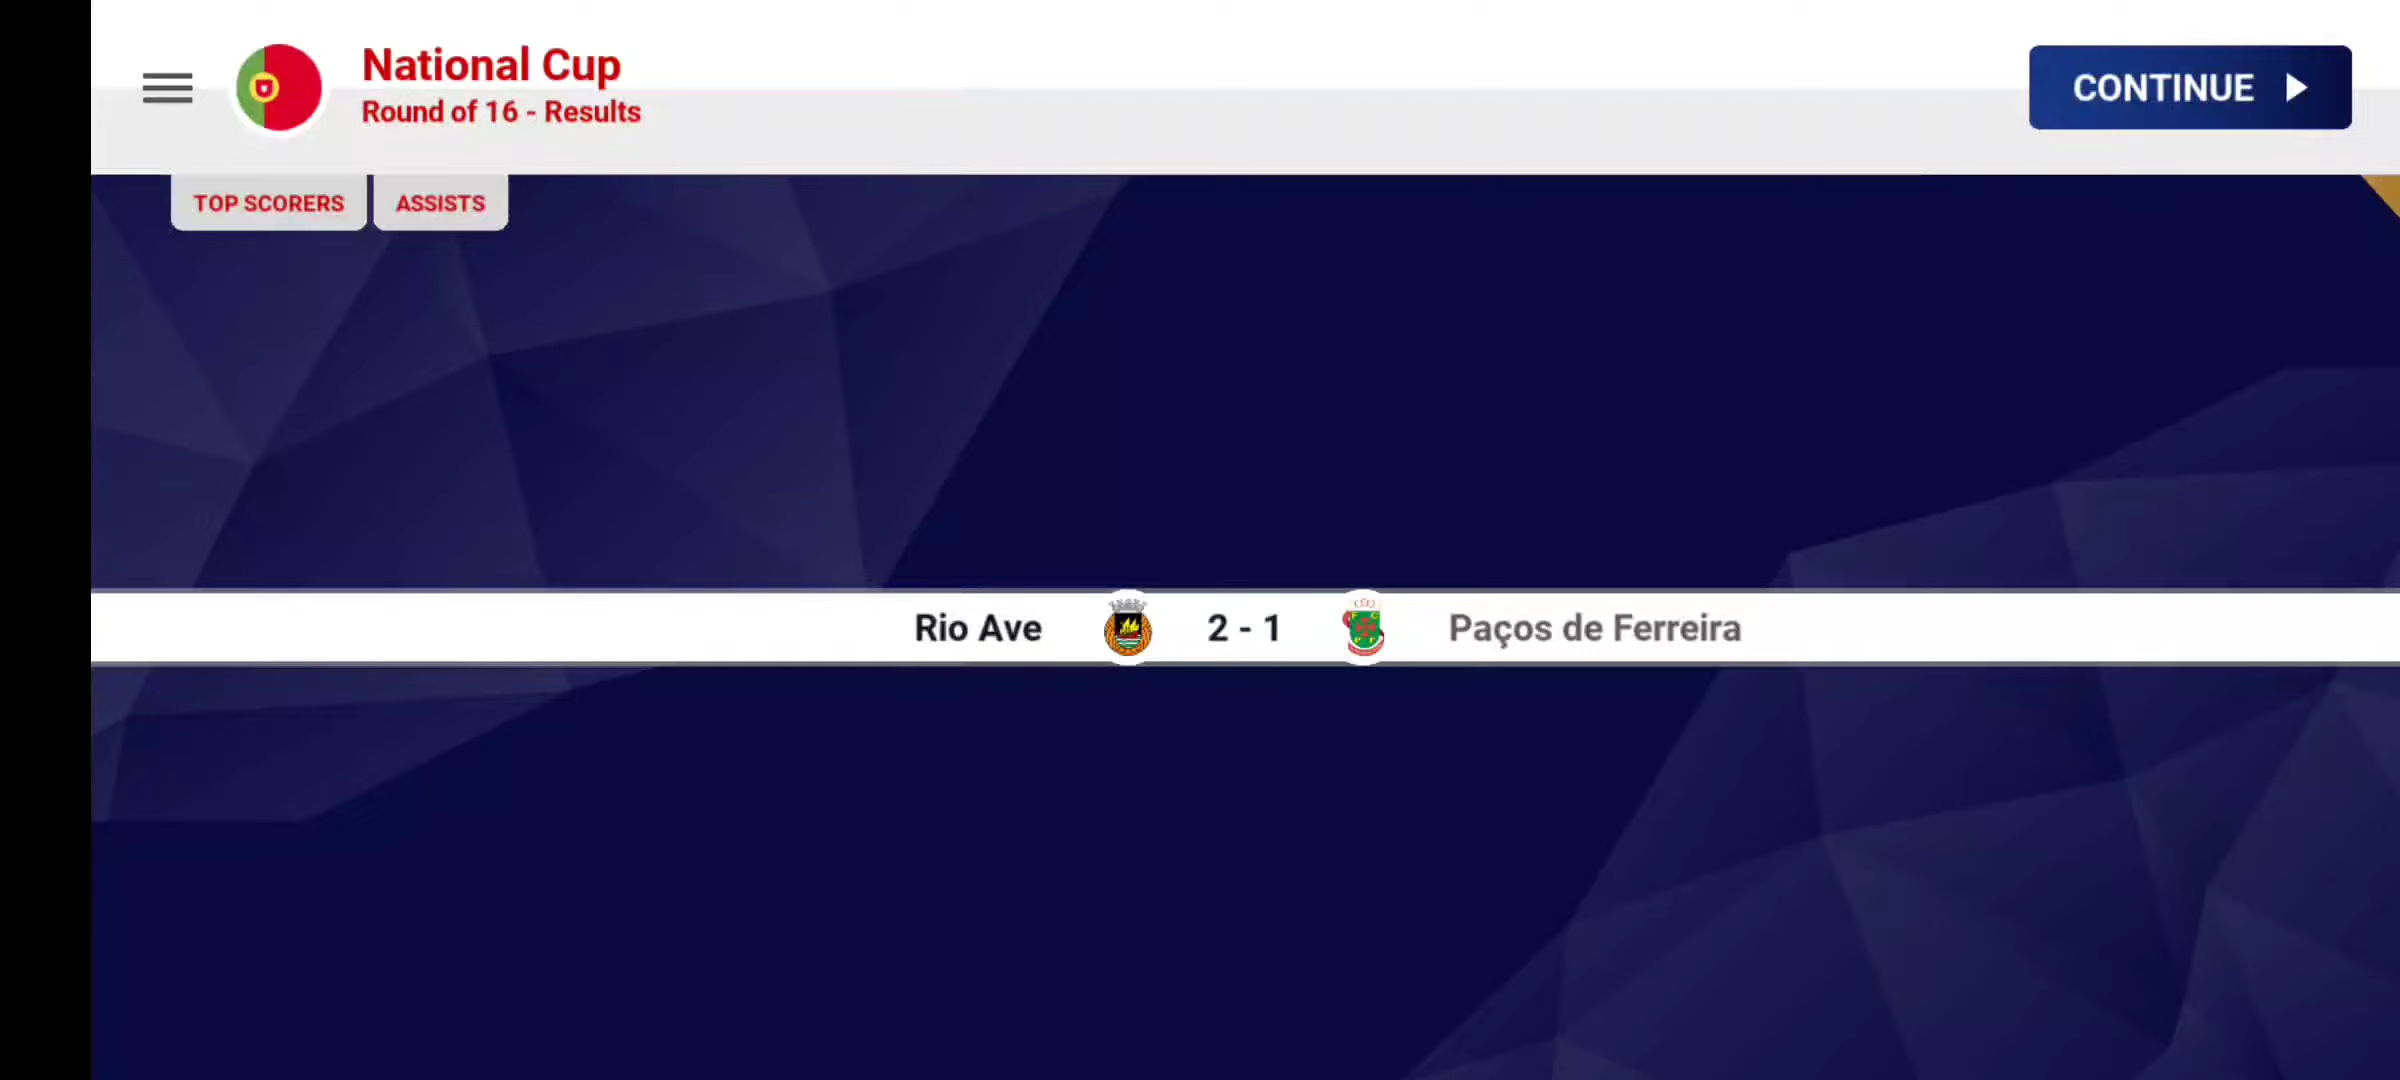 National Cup
Round of 16 - Results
CONTINUE
TOP SCORERS
ASSISTS
Rio Ave 2 - 1 Paços de Ferreira